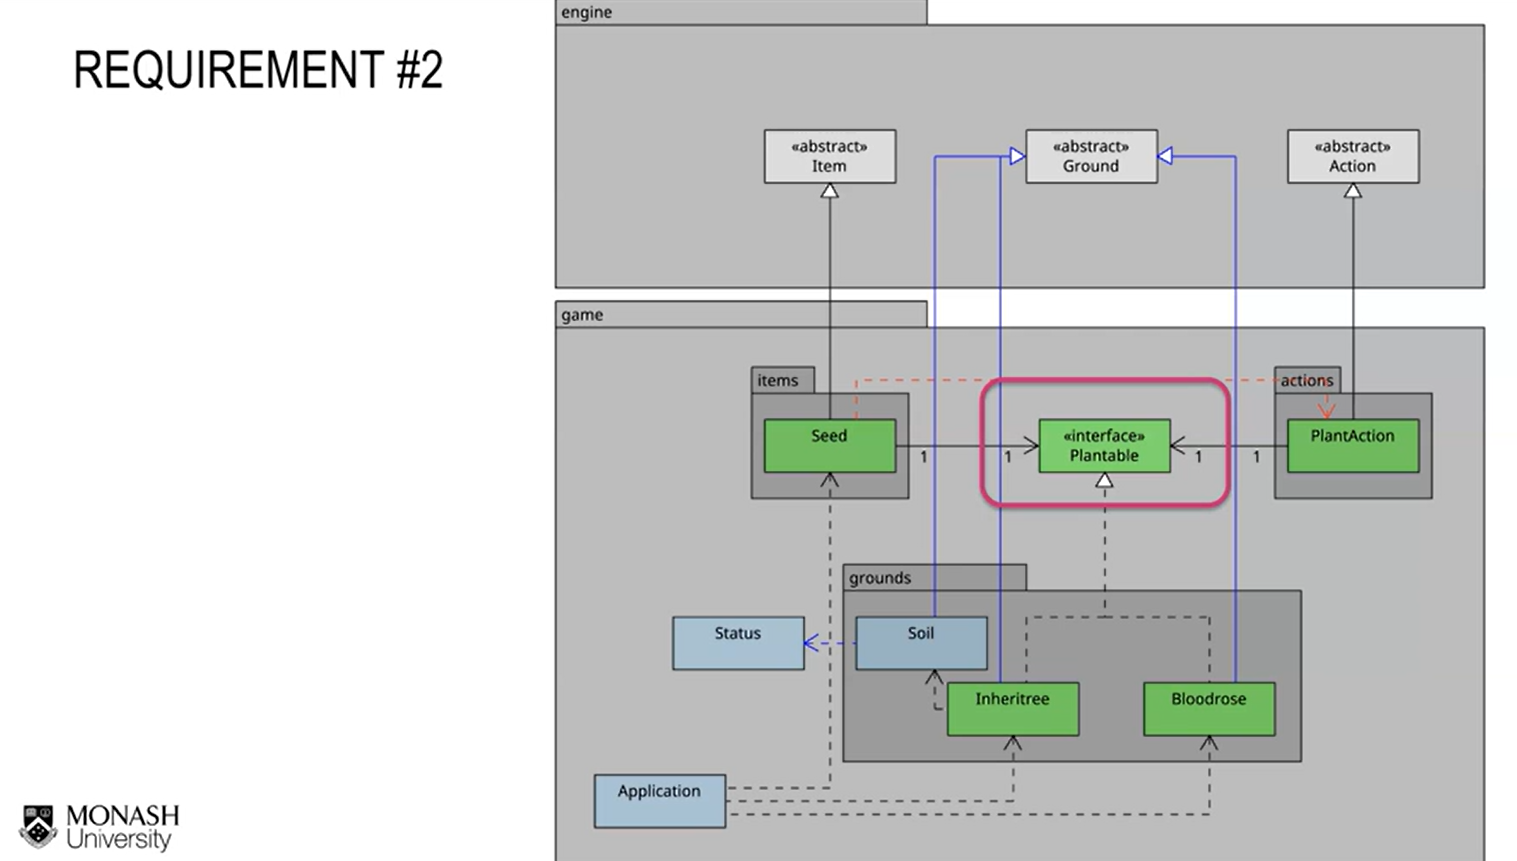 engine
REQUIREMENT #2
«abstract»
Item
«abstract»
Ground
«abstract»
Action
game
items
actions
Seed
«interface»
Plantable
PlantAction
1
1
1
1
grounds
Status
Soil
Inheritree
Bloodrose
Application
MONASH
University